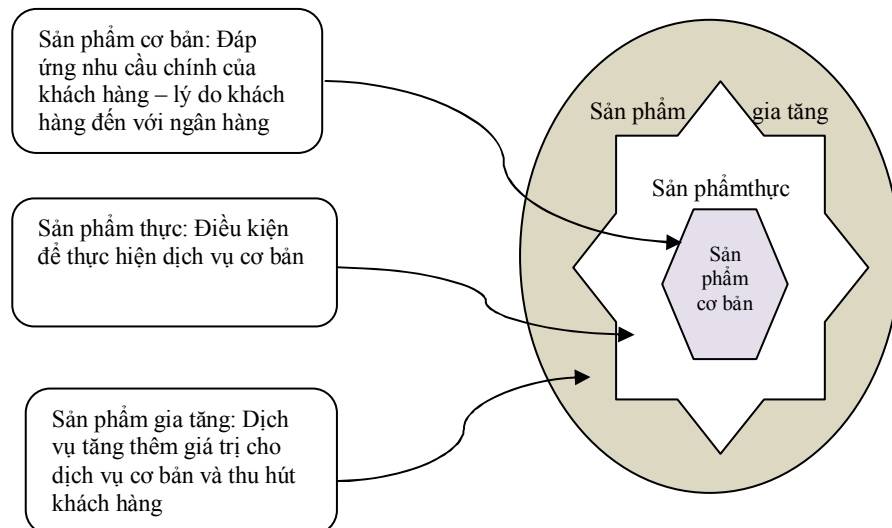 Sản phẩm cơ bản: Đáp
ứng nhu cầu chính của
khách hàng – lý do khách
hàng đến với ngân hàng
Sản phẩm thực: Điều kiện
để thực hiện dịch vụ cơ bản
Sản phẩm gia tăng: Dịch
vụ tăng thêm giá trị cho
dịch vụ cơ bản và thu hút
khách hàng
Sản phẩm gia tăng
Sản phẩmthực
Sản
phẩm
cơ bản